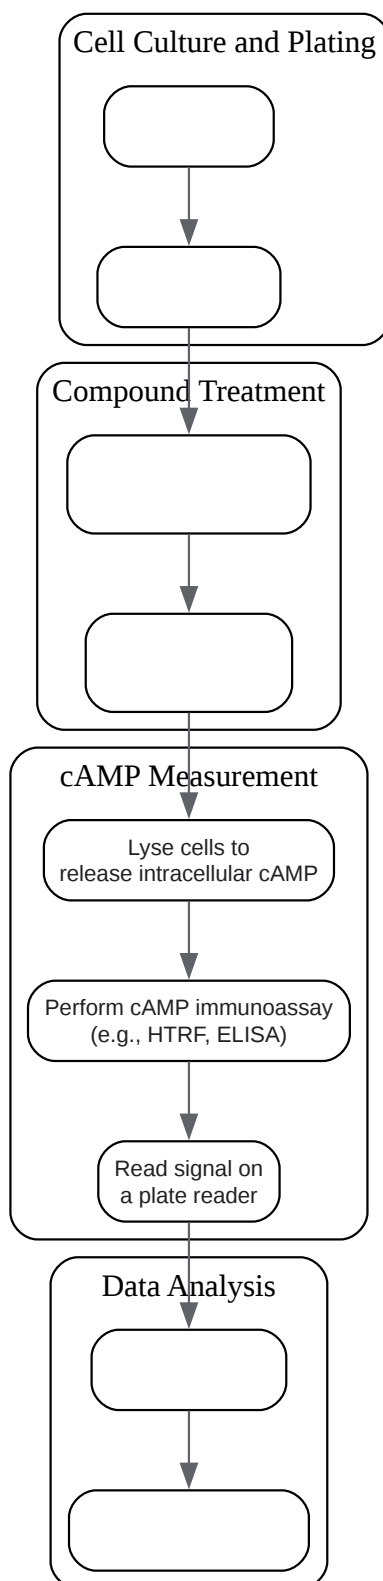 Cell Culture and Plating
Compound Treatment
cAMP Measurement
Lyse cells to
release intracellular cAMP
Perform cAMP immunoassay
(e.g., HTRF, ELISA)
Read signal on
a plate reader
Data Analysis